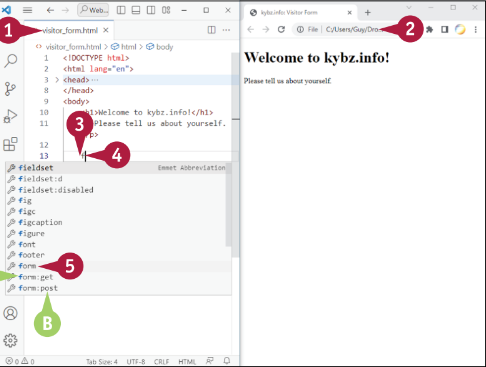 Web...
visitor_form.html
visitor_form.html > html > body
1 <!DOCTYPE html>
2 <html lang="en">
3 > <head>...
8 </head>
9 <body>
10 <h1>Welcome to kybz.info!</h1>
11 Please tell us about yourself.
p>
12
13 f
3
4
1
fieldset Emmet Abbreviation
fieldset:d
fieldset:disabled
fig
figc
figcaption
figure
font
footer
form
5
form:get
form:post
B
0 0 Tab Size: 4 UTF-8 CRLF HTML
kybz.info Visitor Form
File C:/Users/Guy/Dro...
2
Welcome to kybz.info!
Please tell us about yourself.